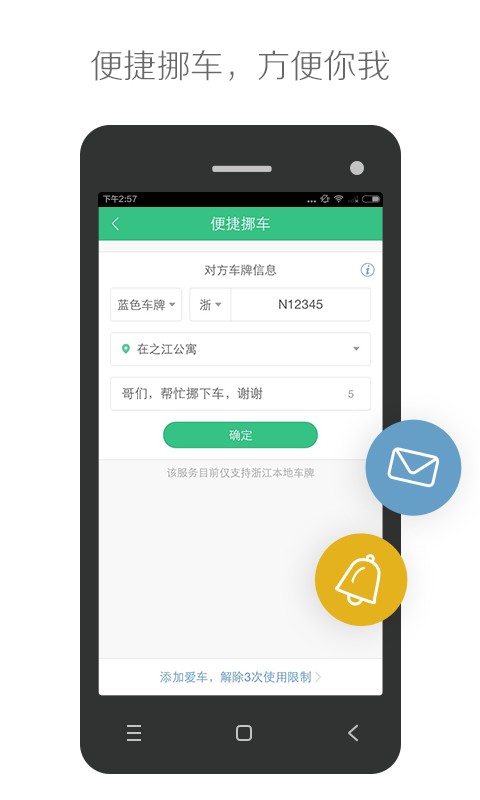 便捷挪车，方便你我
下午2:57
便捷挪车
对方车牌信息
蓝色车牌 浙 N12345
在之江公寓
哥们，帮忙挪下车，谢谢 5
确定
该服务目前仅支持浙江本地车牌
添加爱车，解除3次使用限制